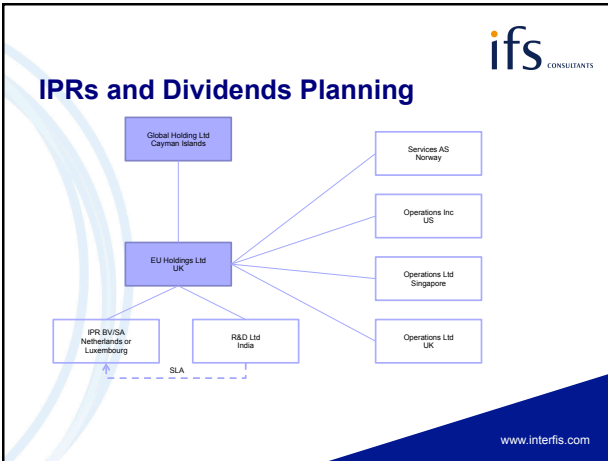 ifs CONSULTANTS
IPRs and Dividends Planning
Global Holding Ltd
Cayman Islands
Services AS
Norway
Operations Inc
US
EU Holdings Ltd
UK
Operations Ltd
Singapore
IPR BV/SA
Netherlands or
Luxembourg
R&D Ltd
India
Operations Ltd
UK
SLA
www.interfis.com